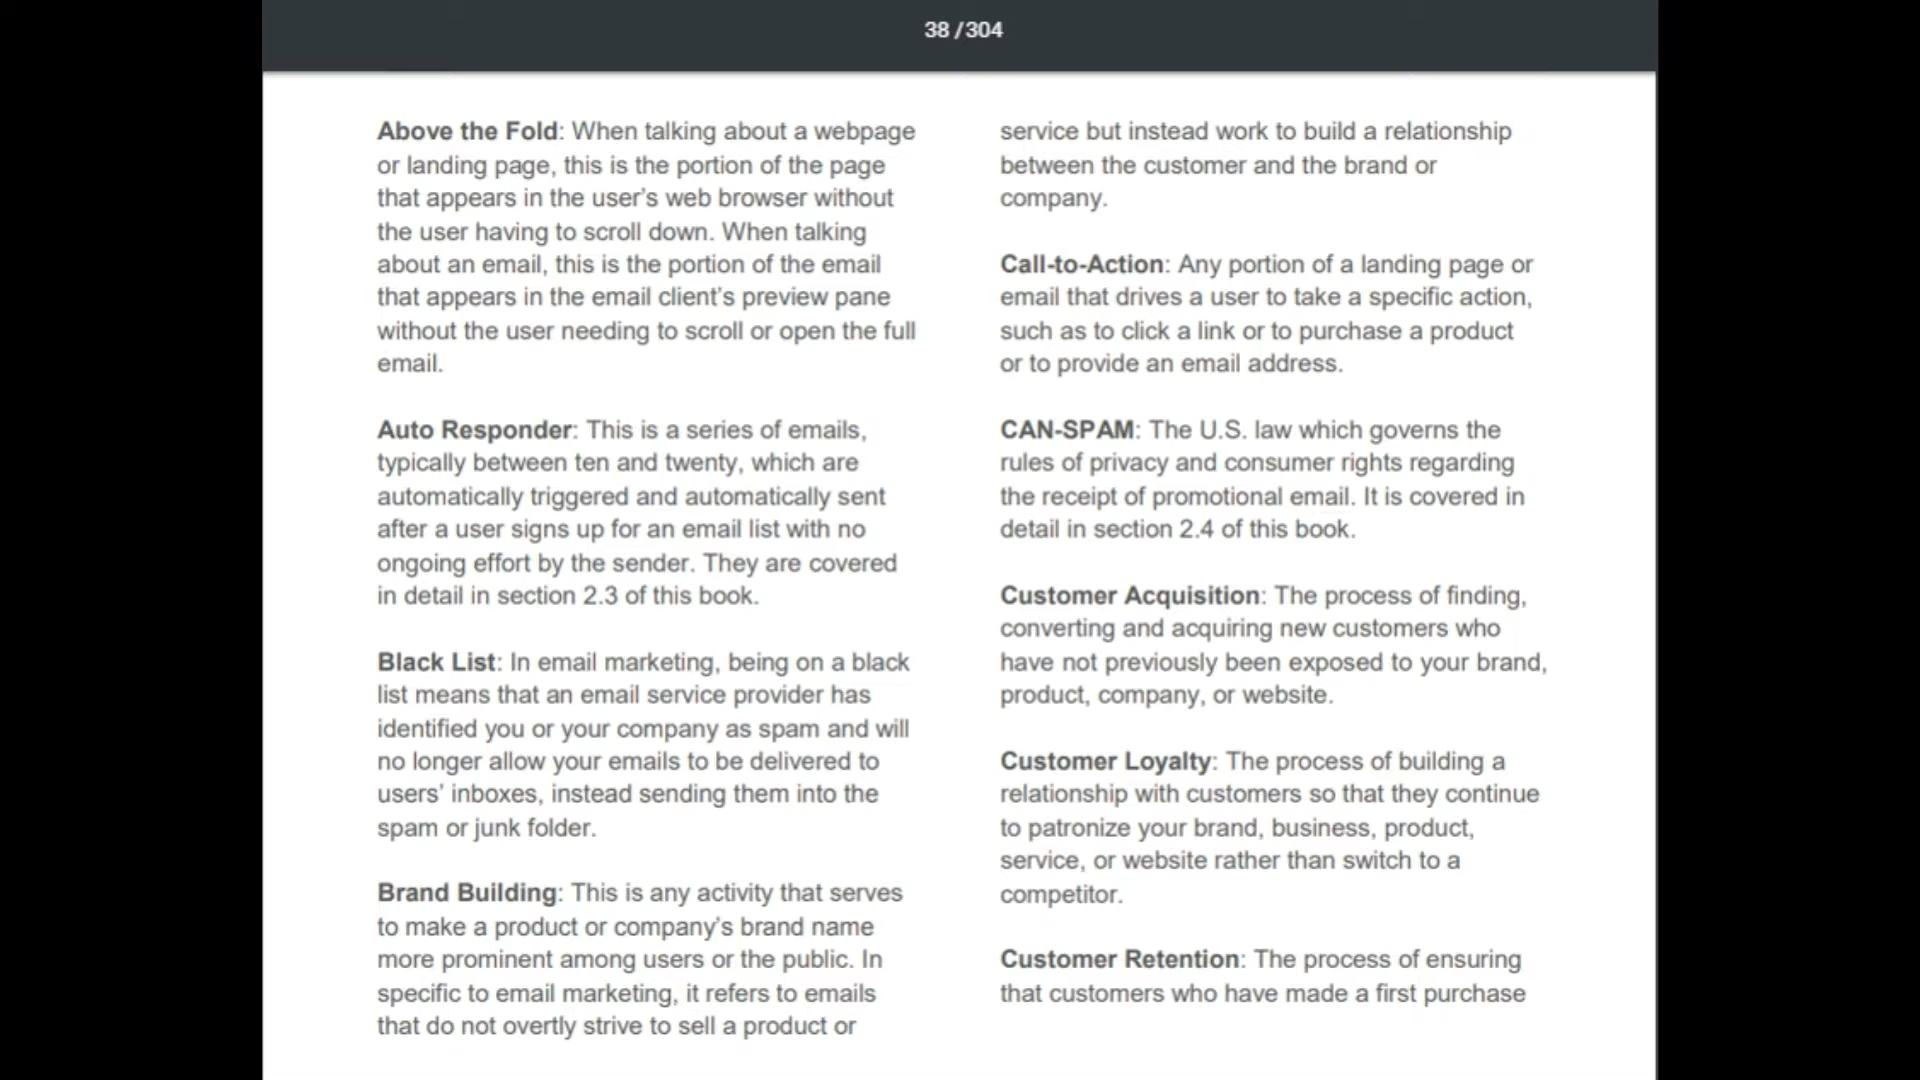 38 / 304
Above the Fold: When talking about a webpage
or landing page, this is the portion of the page
that appears in the user’s web browser without
the user having to scroll down. When talking
about an email, this is the portion of the email
that appears in the email client’s preview pane
without the user needing to scroll or open the full
email.
Auto Responder: This is a series of emails,
typically between ten and twenty, which are
automatically triggered and automatically sent
after a user signs up for an email list with no
ongoing effort by the sender. They are covered
in detail in section 2.3 of this book.
Black List: In email marketing, being on a black
list means that an email service provider has
identified you or your company as spam and will
no longer allow your emails to be delivered to
users’ inboxes, instead sending them into the
spam or junk folder.
Brand Building: This is any activity that serves
to make a product or company’s brand name
more prominent among users or the public. In
specific to email marketing, it refers to emails
that do not overtly strive to sell a product or
service but instead work to build a relationship
between the customer and the brand or
company.
Call-to-Action: Any portion of a landing page or
email that drives a user to take a specific action,
such as to click a link or to purchase a product
or to provide an email address.
CAN-SPAM: The U.S. law which governs the
rules of privacy and consumer rights regarding
the receipt of promotional email. It is covered in
detail in section 2.4 of this book.
Customer Acquisition: The process of finding,
converting and acquiring new customers who
have not previously been exposed to your brand,
product, company, or website.
Customer Loyalty: The process of building a
relationship with customers so that they continue
to patronize your brand, business, product,
service, or website rather than switch to a
competitor.
Customer Retention: The process of ensuring
that customers who have made a first purchase